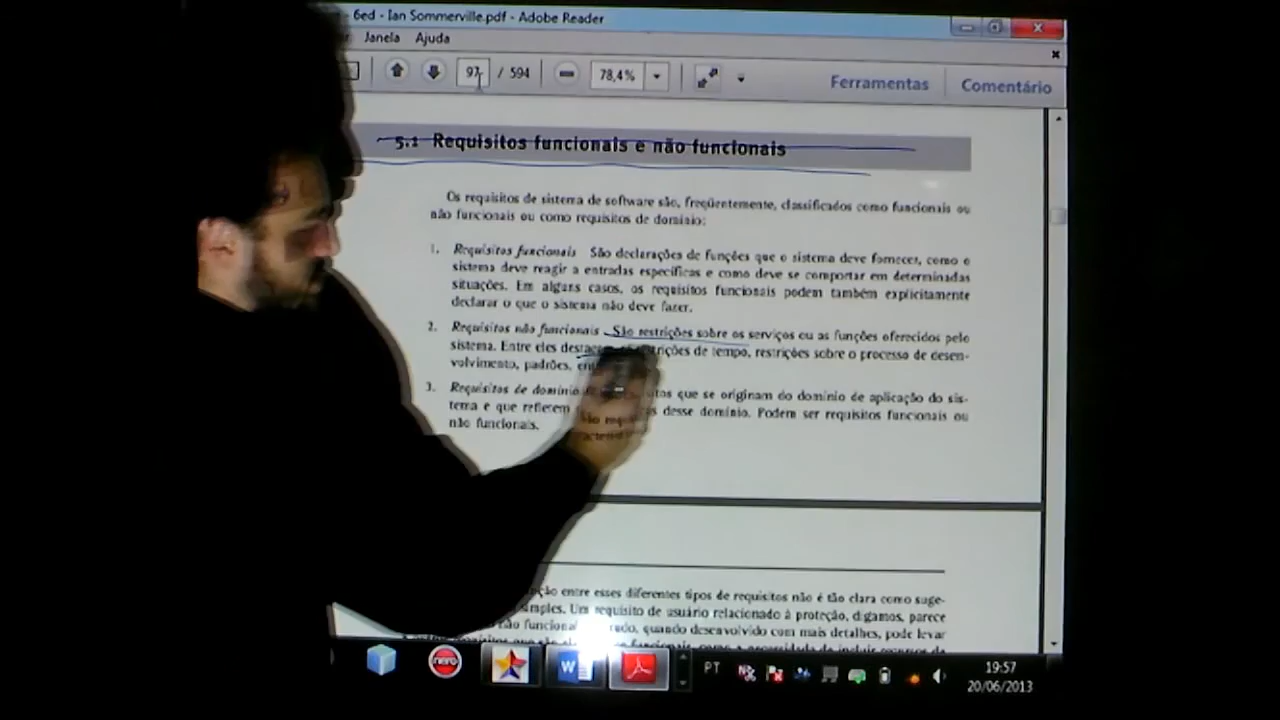 - 6ed - Ian Sommerville.pdf - Adobe Reader
Janela Ajuda
97 / 594 78,4% Ferramentas Comentário
5.1 Requisitos funcionais e não funcionais
Os requisitos de sistema de software são, freqüentemente, classificados como funcionais ou
não funcionais ou como requisitos de domínio:
1. Requisitos funcionais São declarações de funções que o sistema deve fornecer, como o
sistema deve reagir a entradas específicas e como deve se comportar em determinadas
situações. Em alguns casos, os requisitos funcionais podem também explicitamente
declarar o que o sistema não deve fazer.
2. Requisitos não funcionais São restrições sobre os serviços ou as funções oferecidos pelo
sistema. Entre eles de tempo, restrições sobre o processo de desen-
volvimento, padrões,
3. Requisitos de domínio que se originam do domínio de aplicação do sis-
tema e que refletem desse domínio. Podem ser requisitos funcionais ou
não funcionais.
entre esses diferentes tipos de requisitos não é tão clara como suge-
Um requisito de usuário relacionado à proteção, digamos, parece
quando desenvolvido com mais detalhes, pode levar
nero W PT 19:57
20/06/2013